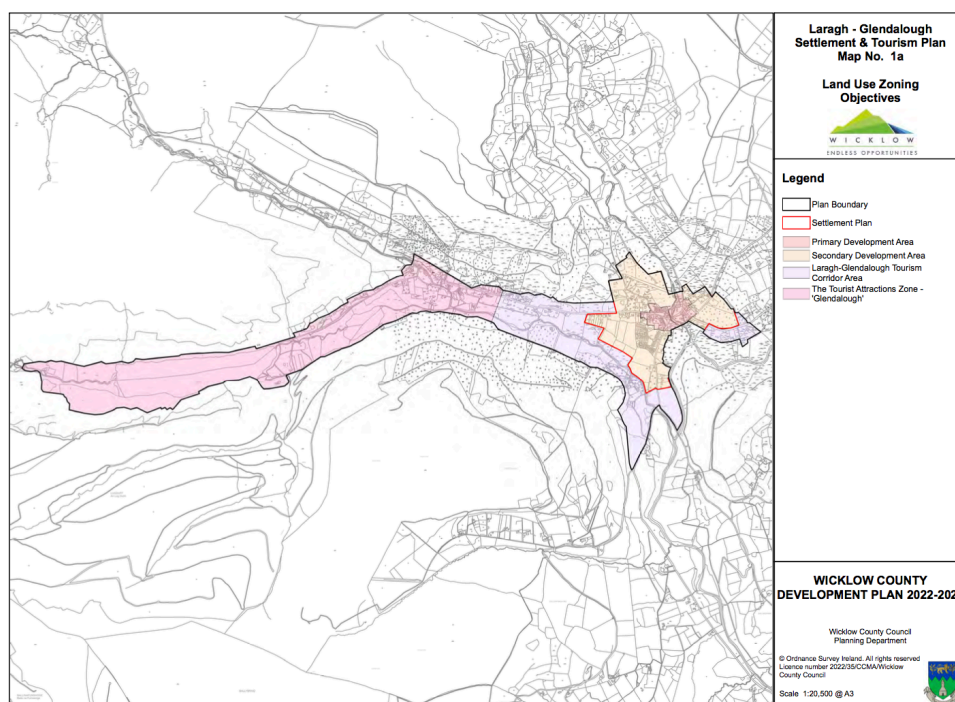 Laragh - Glendalough
Settlement & Tourism Plan
Map No. 1a
Land Use Zoning
Objectives
WICKLOW
ENDLESS OPPORTUNITIES
Legend
Plan Boundary
Settlement Plan
Primary Development Area
Secondary Development Area
Laragh-Glendalough Tourism
Corridor Area
The Tourist Attractions Zone -
'Glendalough'
WICKLOW COUNTY
DEVELOPMENT PLAN 2022-202
Wicklow County Council
Planning Department
© Ordnance Survey Ireland. All rights reserved
Licence number 2022/35/CCMA/Wicklow
County Council
Scale 1:20,500 @ A3